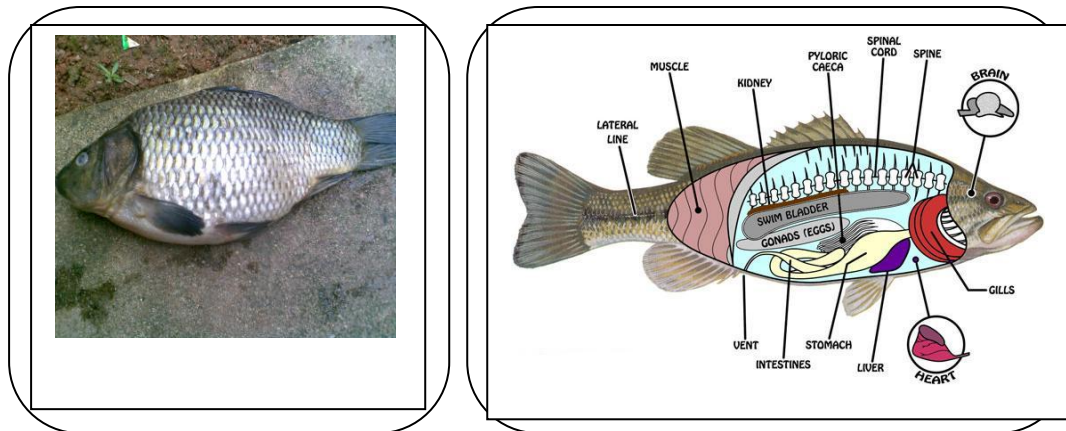 SPINAL
CORD
SPINE
PYLORIC
CAECA
MUSCLE
KIDNEY
BRAIN
LATERAL
LINE
SWIM BLADDER
GONADS (EGGS)
GILLS
VENT
STOMACH
INTESTINES
LIVER
HEART